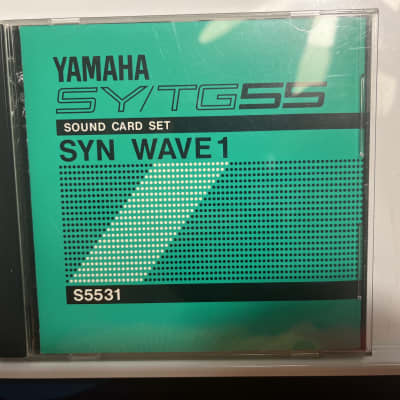 YAMAHA
SY/TG55
SOUND CARD SET
SYN WAVE 1
S5531